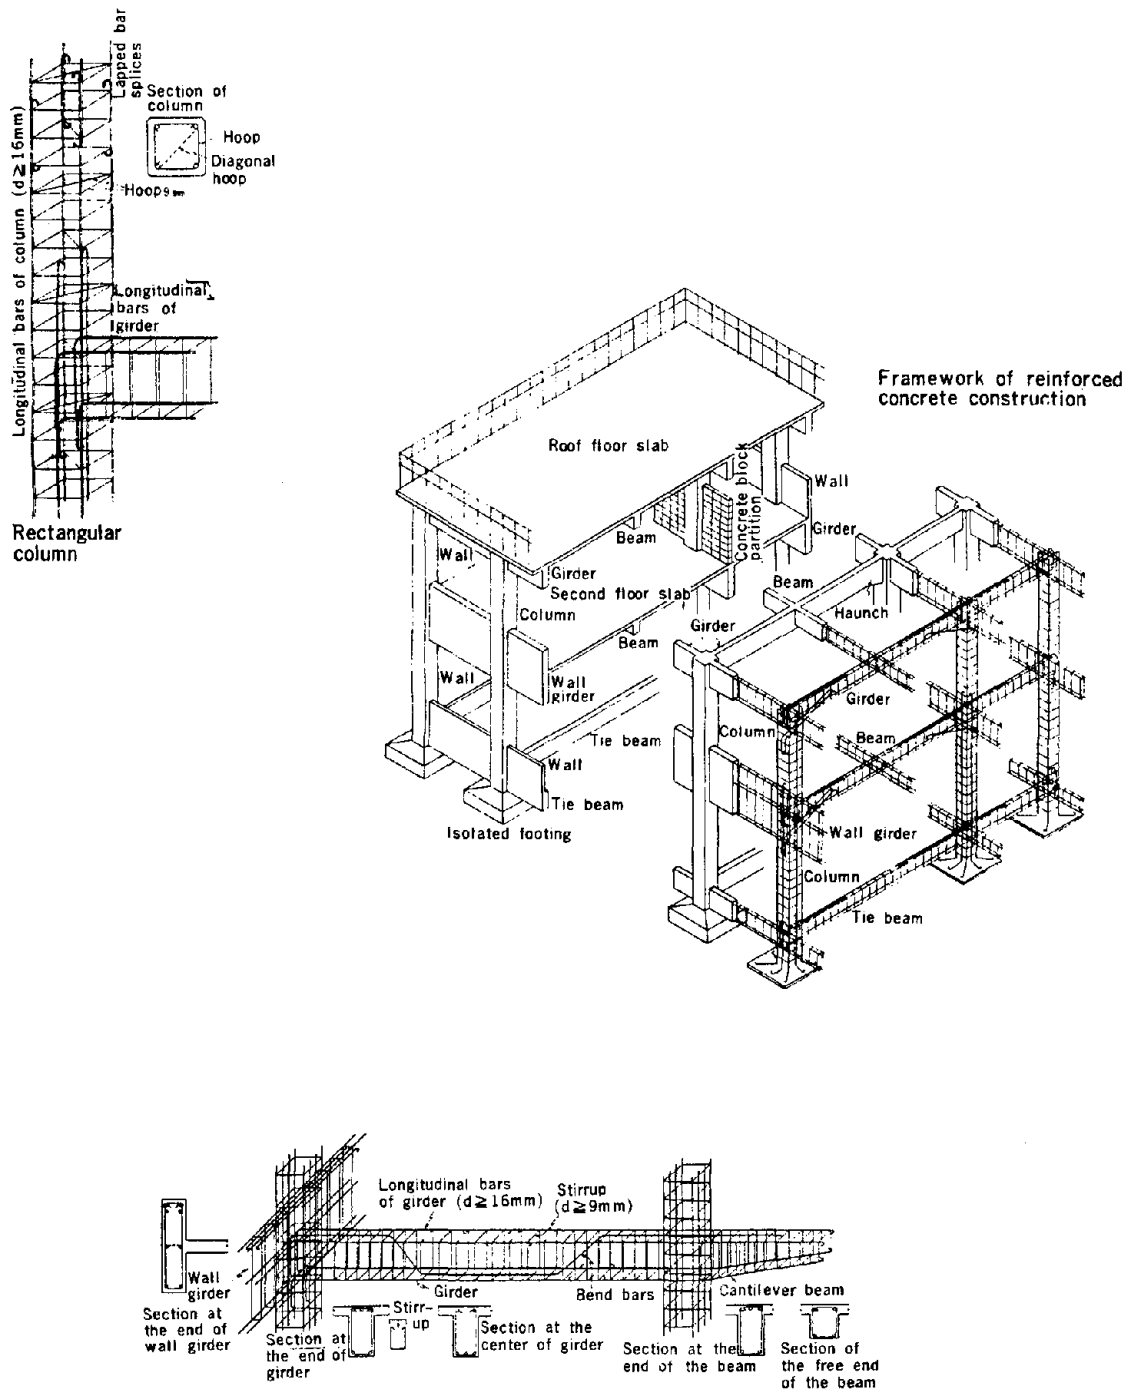 Lapped bar
splices
Section of
column
Hoop
Diagonal
hoop
Hoop 9mm
Longitudinal bars of column (d≧16mm)
Longitudinal
bars of
girder
Rectangular
column
Framework of reinforced
concrete construction
Roof floor slab
Concrete block
partition
Wall
Girder
Beam
Wall
Girder
Second floor slab
Column
Beam
Girder
Beam
Haunch
Wall
Wall
girder
Tie beam
Wall
Tie beam
Isolated footing
Girder
Column
Beam
Wall girder
Column
Tie beam
Longitudinal bars
of girder (d≧16mm)
Stirrup
(d≧9mm)
Wall
girder
Girder
Bend bars
Cantilever beam
Section at
the end of
wall girder
Section at
the end of
girder
Stirr-
up
Section at the
center of girder
Section at the
end of the beam
Section of
the free end
of the beam